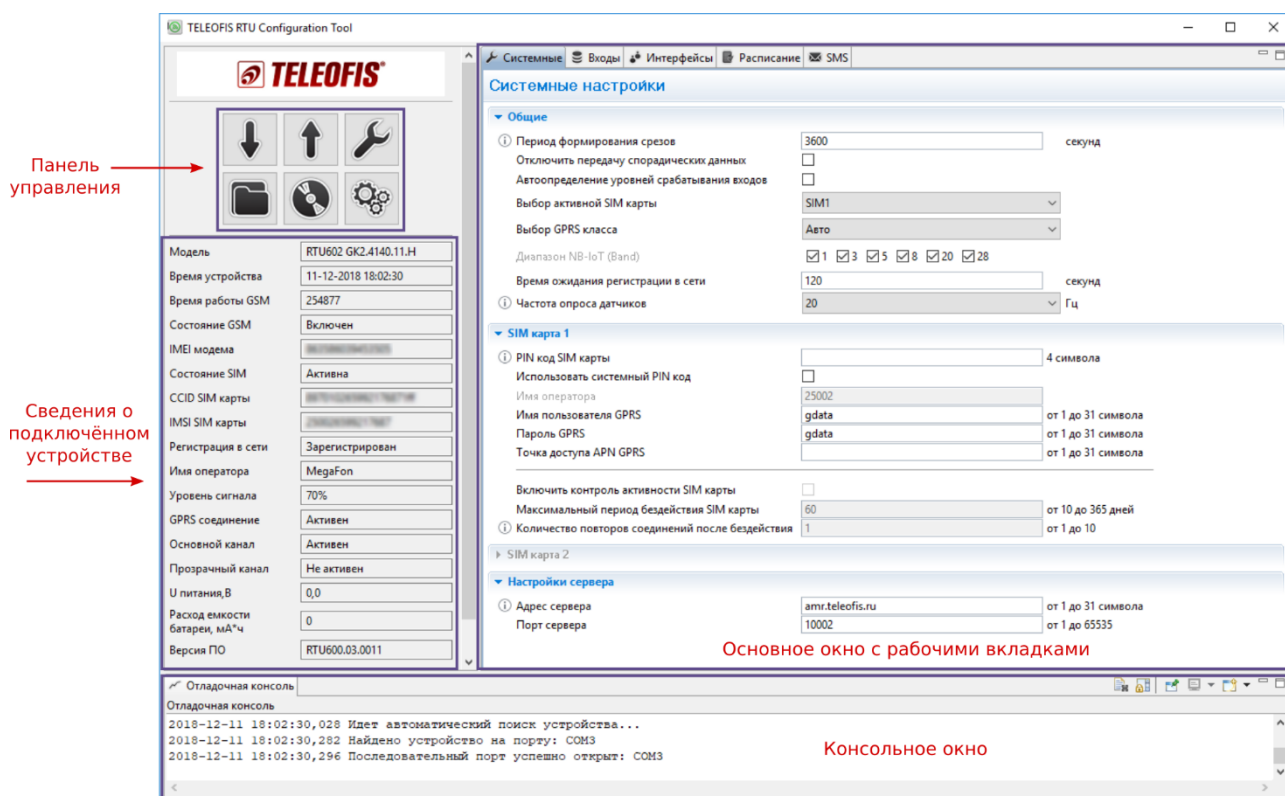 TELEOFIS RTU Configuration Tool
TELEOFIS
Панель
управления
Модель RTU602 GK2.4140.11.H
Время устройства 11-12-2018 18:02:30
Время работы GSM 254877
Состояние GSM Включен
IMEI модема
Состояние SIM Активна
CCID SIM карты
IMSI SIM карты
Регистрация в сети Зарегистрирован
Имя оператора MegaFon
Уровень сигнала 70%
GPRS соединение Активен
Основной канал Активен
Прозрачный канал Не активен
U питания,В 0,0
Расход емкости
батареи, мА*ч 0
Версия ПО RTU600.03.0011
Сведения о
подключённом
устройстве
Системные Входы Интерфейсы Расписание SMS
Системные настройки
Общие
Период формирования срезов 3600 секунд
Отключить передачу спорадических данных
Автоопределение уровней срабатывания входов
Выбор активной SIM карты SIM1
Выбор GPRS класса Авто
Диапазон NB-IoT (Band) 1 3 5 8 20 28
Время ожидания регистрации в сети 120 секунд
Частота опроса датчиков 20 Гц
SIM карта 1
PIN код SIM карты 4 символа
Использовать системный PIN код
Имя оператора 25002
Имя пользователя GPRS gdata от 1 до 31 символа
Пароль GPRS gdata от 1 до 31 символа
Точка доступа APN GPRS от 1 до 31 символа
Включить контроль активности SIM карты
Максимальный период бездействия SIM карты 60 от 10 до 365 дней
Количество повторов соединений после бездействия 1 от 1 до 10
SIM карта 2
Настройки сервера
Адрес сервера amr.teleofis.ru от 1 до 31 символа
Порт сервера 10002 от 1 до 65535
Основное окно с рабочими вкладками
Отладочная консоль
Отладочная консоль
2018-12-11 18:02:30,028 Идет автоматический поиск устройства...
2018-12-11 18:02:30,282 Найдено устройство на порту: COM3
2018-12-11 18:02:30,296 Последовательный порт успешно открыт: COM3
Консольное окно